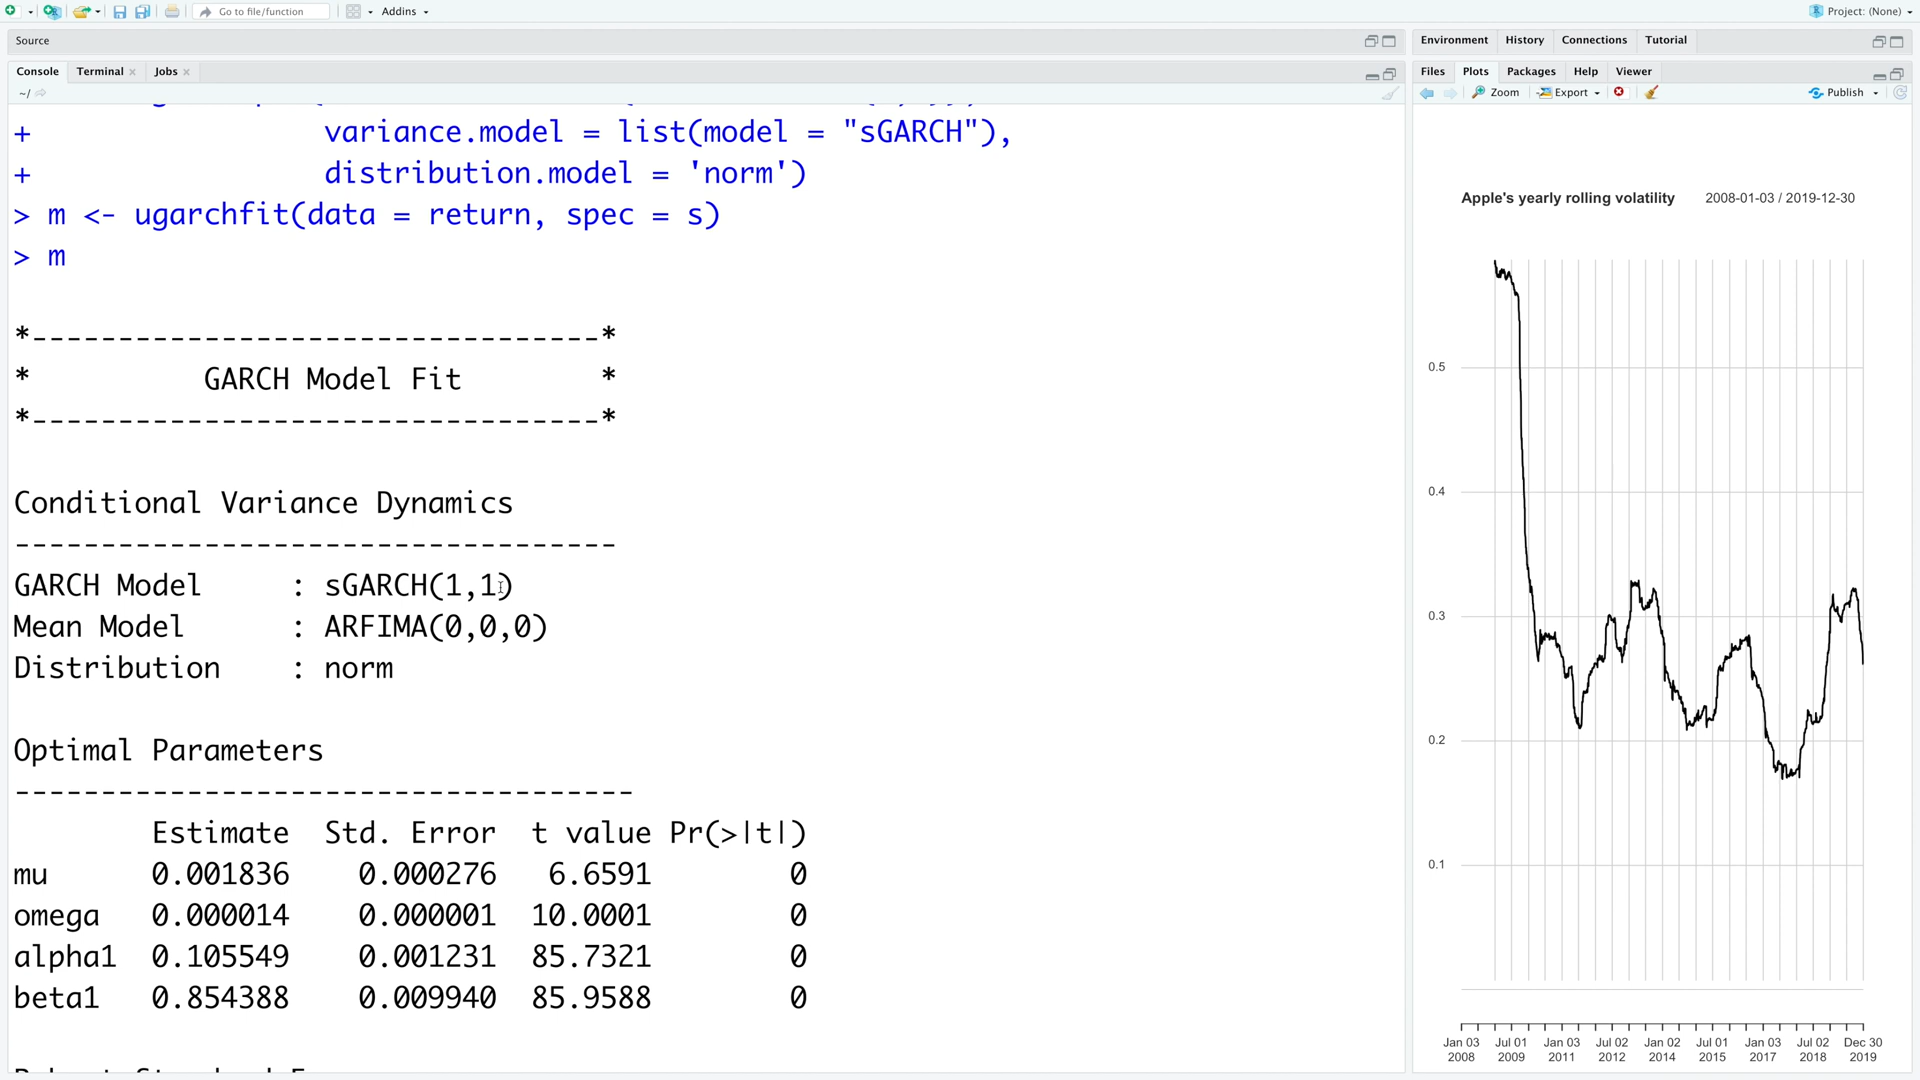 Go to file/function
Addins
Project: (None)
Source
Console Terminal Jobs
~/
+ variance.model = list(model = "sGARCH"),
+ distribution.model = 'norm')
> m <- ugarchfit(data = return, spec = s)
> m
*---------------------------------*
* GARCH Model Fit *
*---------------------------------*
Conditional Variance Dynamics
-----------------------------------
GARCH Model : sGARCH(1,1)
Mean Model : ARFIMA(0,0,0)
Distribution : norm
Optimal Parameters
------------------------------------
Estimate Std. Error t value Pr(>|t|)
mu 0.001836 0.000276 6.6591 0
omega 0.000014 0.000001 10.0001 0
alpha1 0.105549 0.001231 85.7321 0
beta1 0.854388 0.009940 85.9588 0
Environment History Connections Tutorial
Files Plots Packages Help Viewer
Zoom Export Publish
Apple's yearly rolling volatility 2008-01-03 / 2019-12-30
0.5
0.4
0.3
0.2
0.1
Jan 03 Jul 01 Jan 03 Jul 02 Jan 02 Jul 01 Jan 03 Jul 02 Dec 30
2008 2009 2011 2012 2014 2015 2017 2018 2019